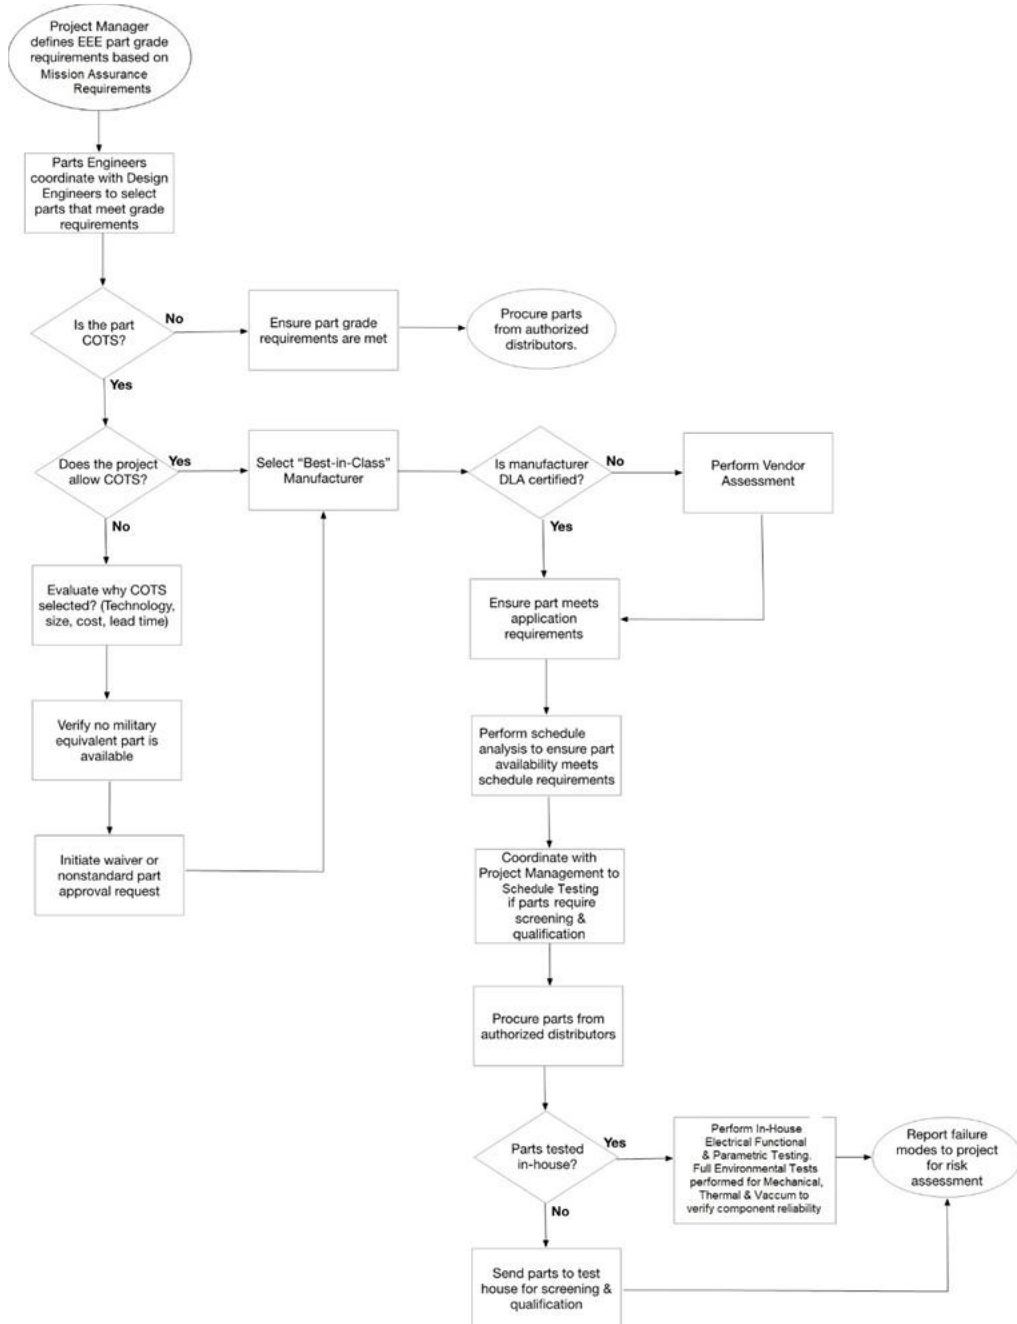 Project Manager
defines EEE part grade
requirements based on
Mission Assurance
Requirements
Parts Engineers
coordinate with Design
Engineers to select
parts that meet grade
requirements
Is the part
COTS?
No
Ensure part grade
requirements are met
Procure parts
from authorized
distributors.
Yes
Does the project
allow COTS?
Yes
Select “Best-in-Class”
Manufacturer
Is manufacturer
DLA certified?
No
Perform Vendor
Assessment
No
Yes
Evaluate why COTS
selected? (Technology,
size, cost, lead time)
Ensure part meets
application
requirements
Verify no military
equivalent part is
available
Perform schedule
analysis to ensure part
availability meets
schedule requirements
Initiate waiver or
nonstandard part
approval request
Coordinate with
Project Management to
Schedule Testing
if parts require
screening &
qualification
Procure parts from
authorized distributors
Parts tested
in-house?
Yes
Perform In-House
Electrical Functional
& Parametric Testing.
Full Environmental Tests
performed for Mechanical,
Thermal & Vaccum to
verify component reliability
Report failure
modes to project
for risk
assessment
No
Send parts to test
house for screening &
qualification